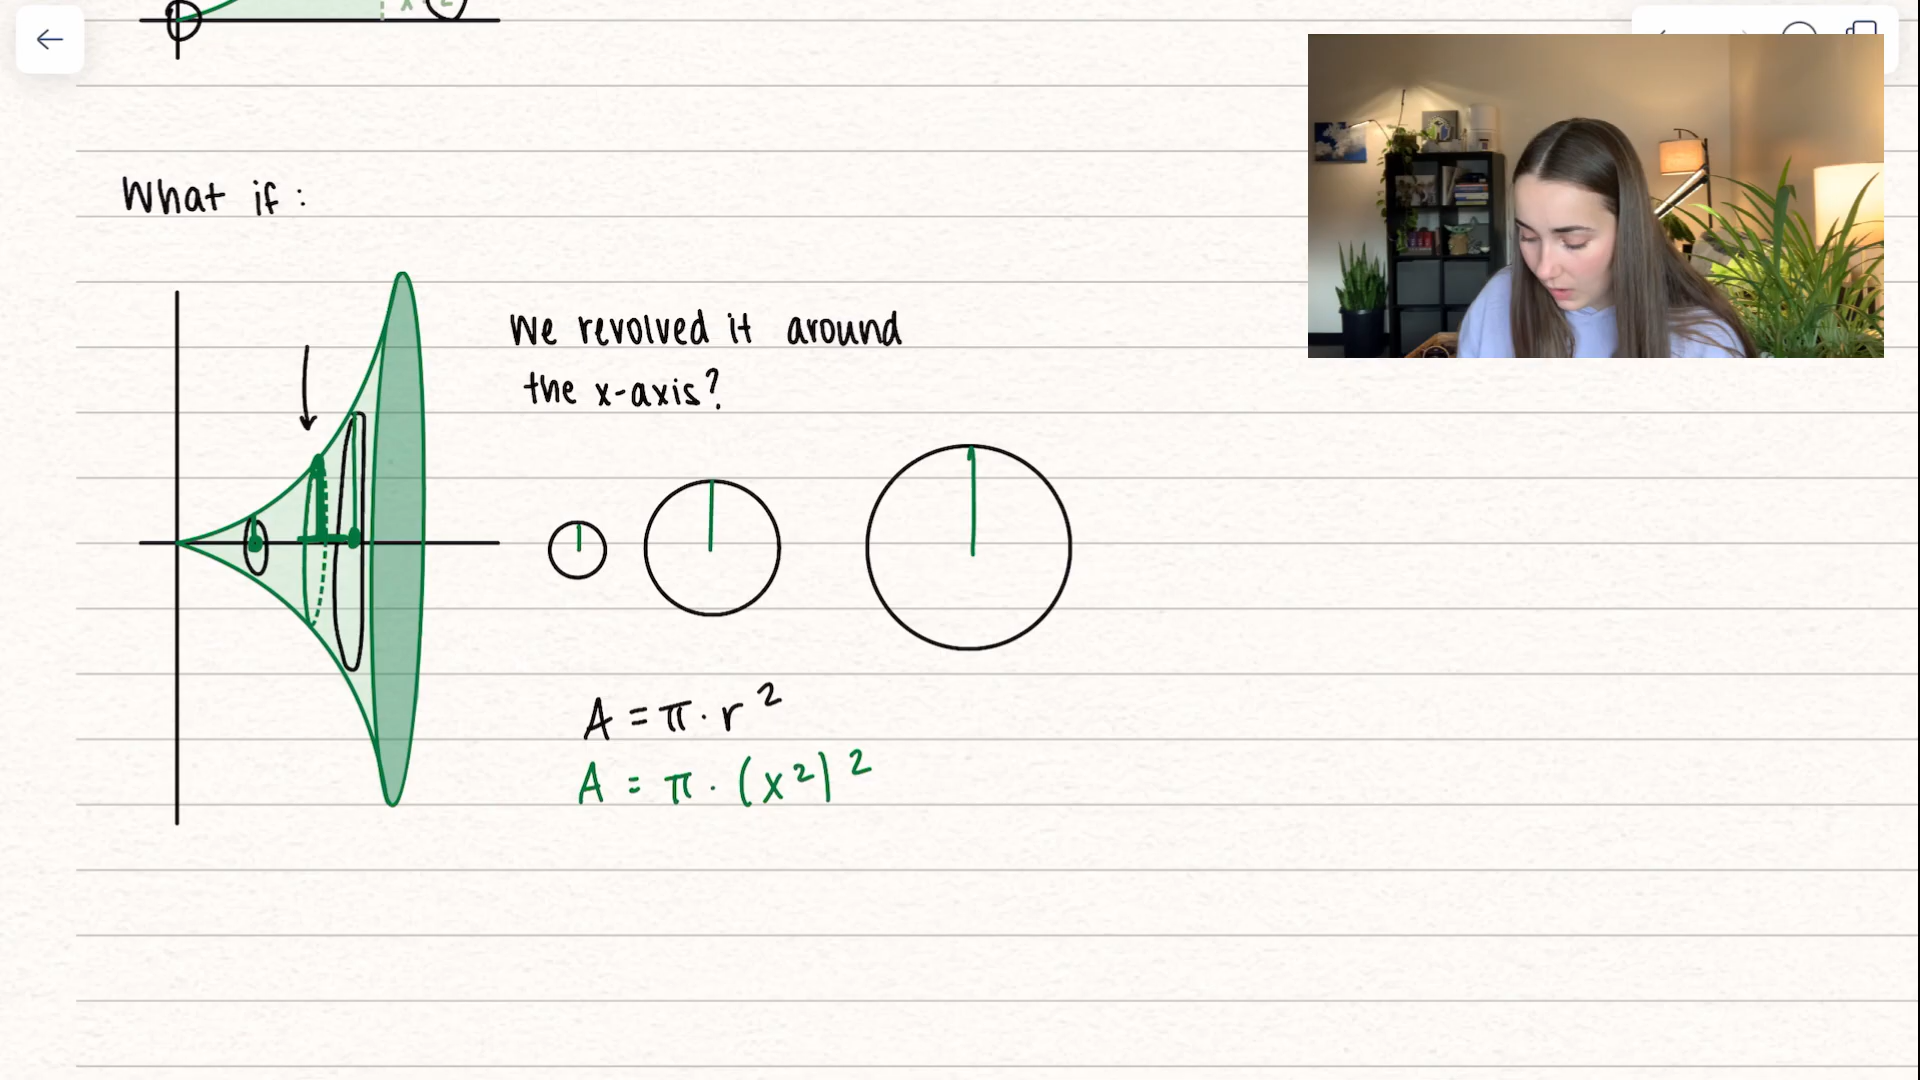 What if :
We revolved it around
the x-axis?
A = π · r²
A = π · (x²)²